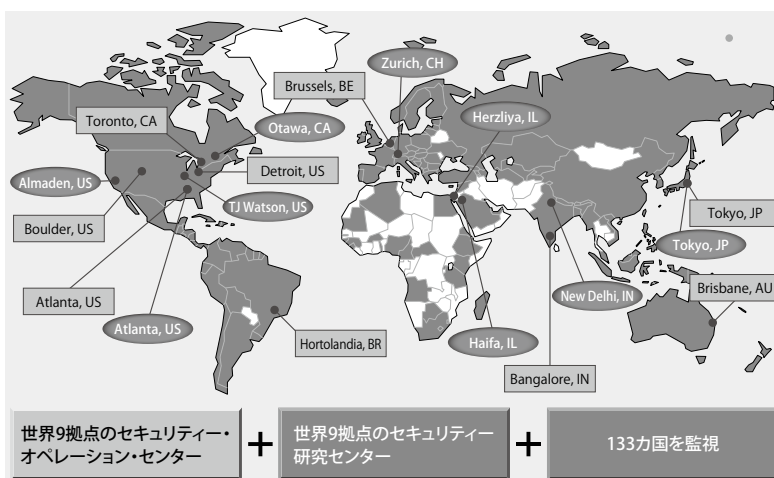 Zurich, CH
Brussels, BE
Herzliya, IL
Toronto, CA
Otawa, CA
Almaden, US
Detroit, US
TJ Watson, US
Boulder, US
Tokyo, JP
Tokyo, JP
Atlanta, US
Atlanta, US
New Delhi, IN
Brisbane, AU
Hortolandia, BR
Haifa, IL
Bangalore, IN
世界9拠点のセキュリティー・
オペレーション・センター
+
世界9拠点のセキュリティー
研究センター
+
133カ国を監視